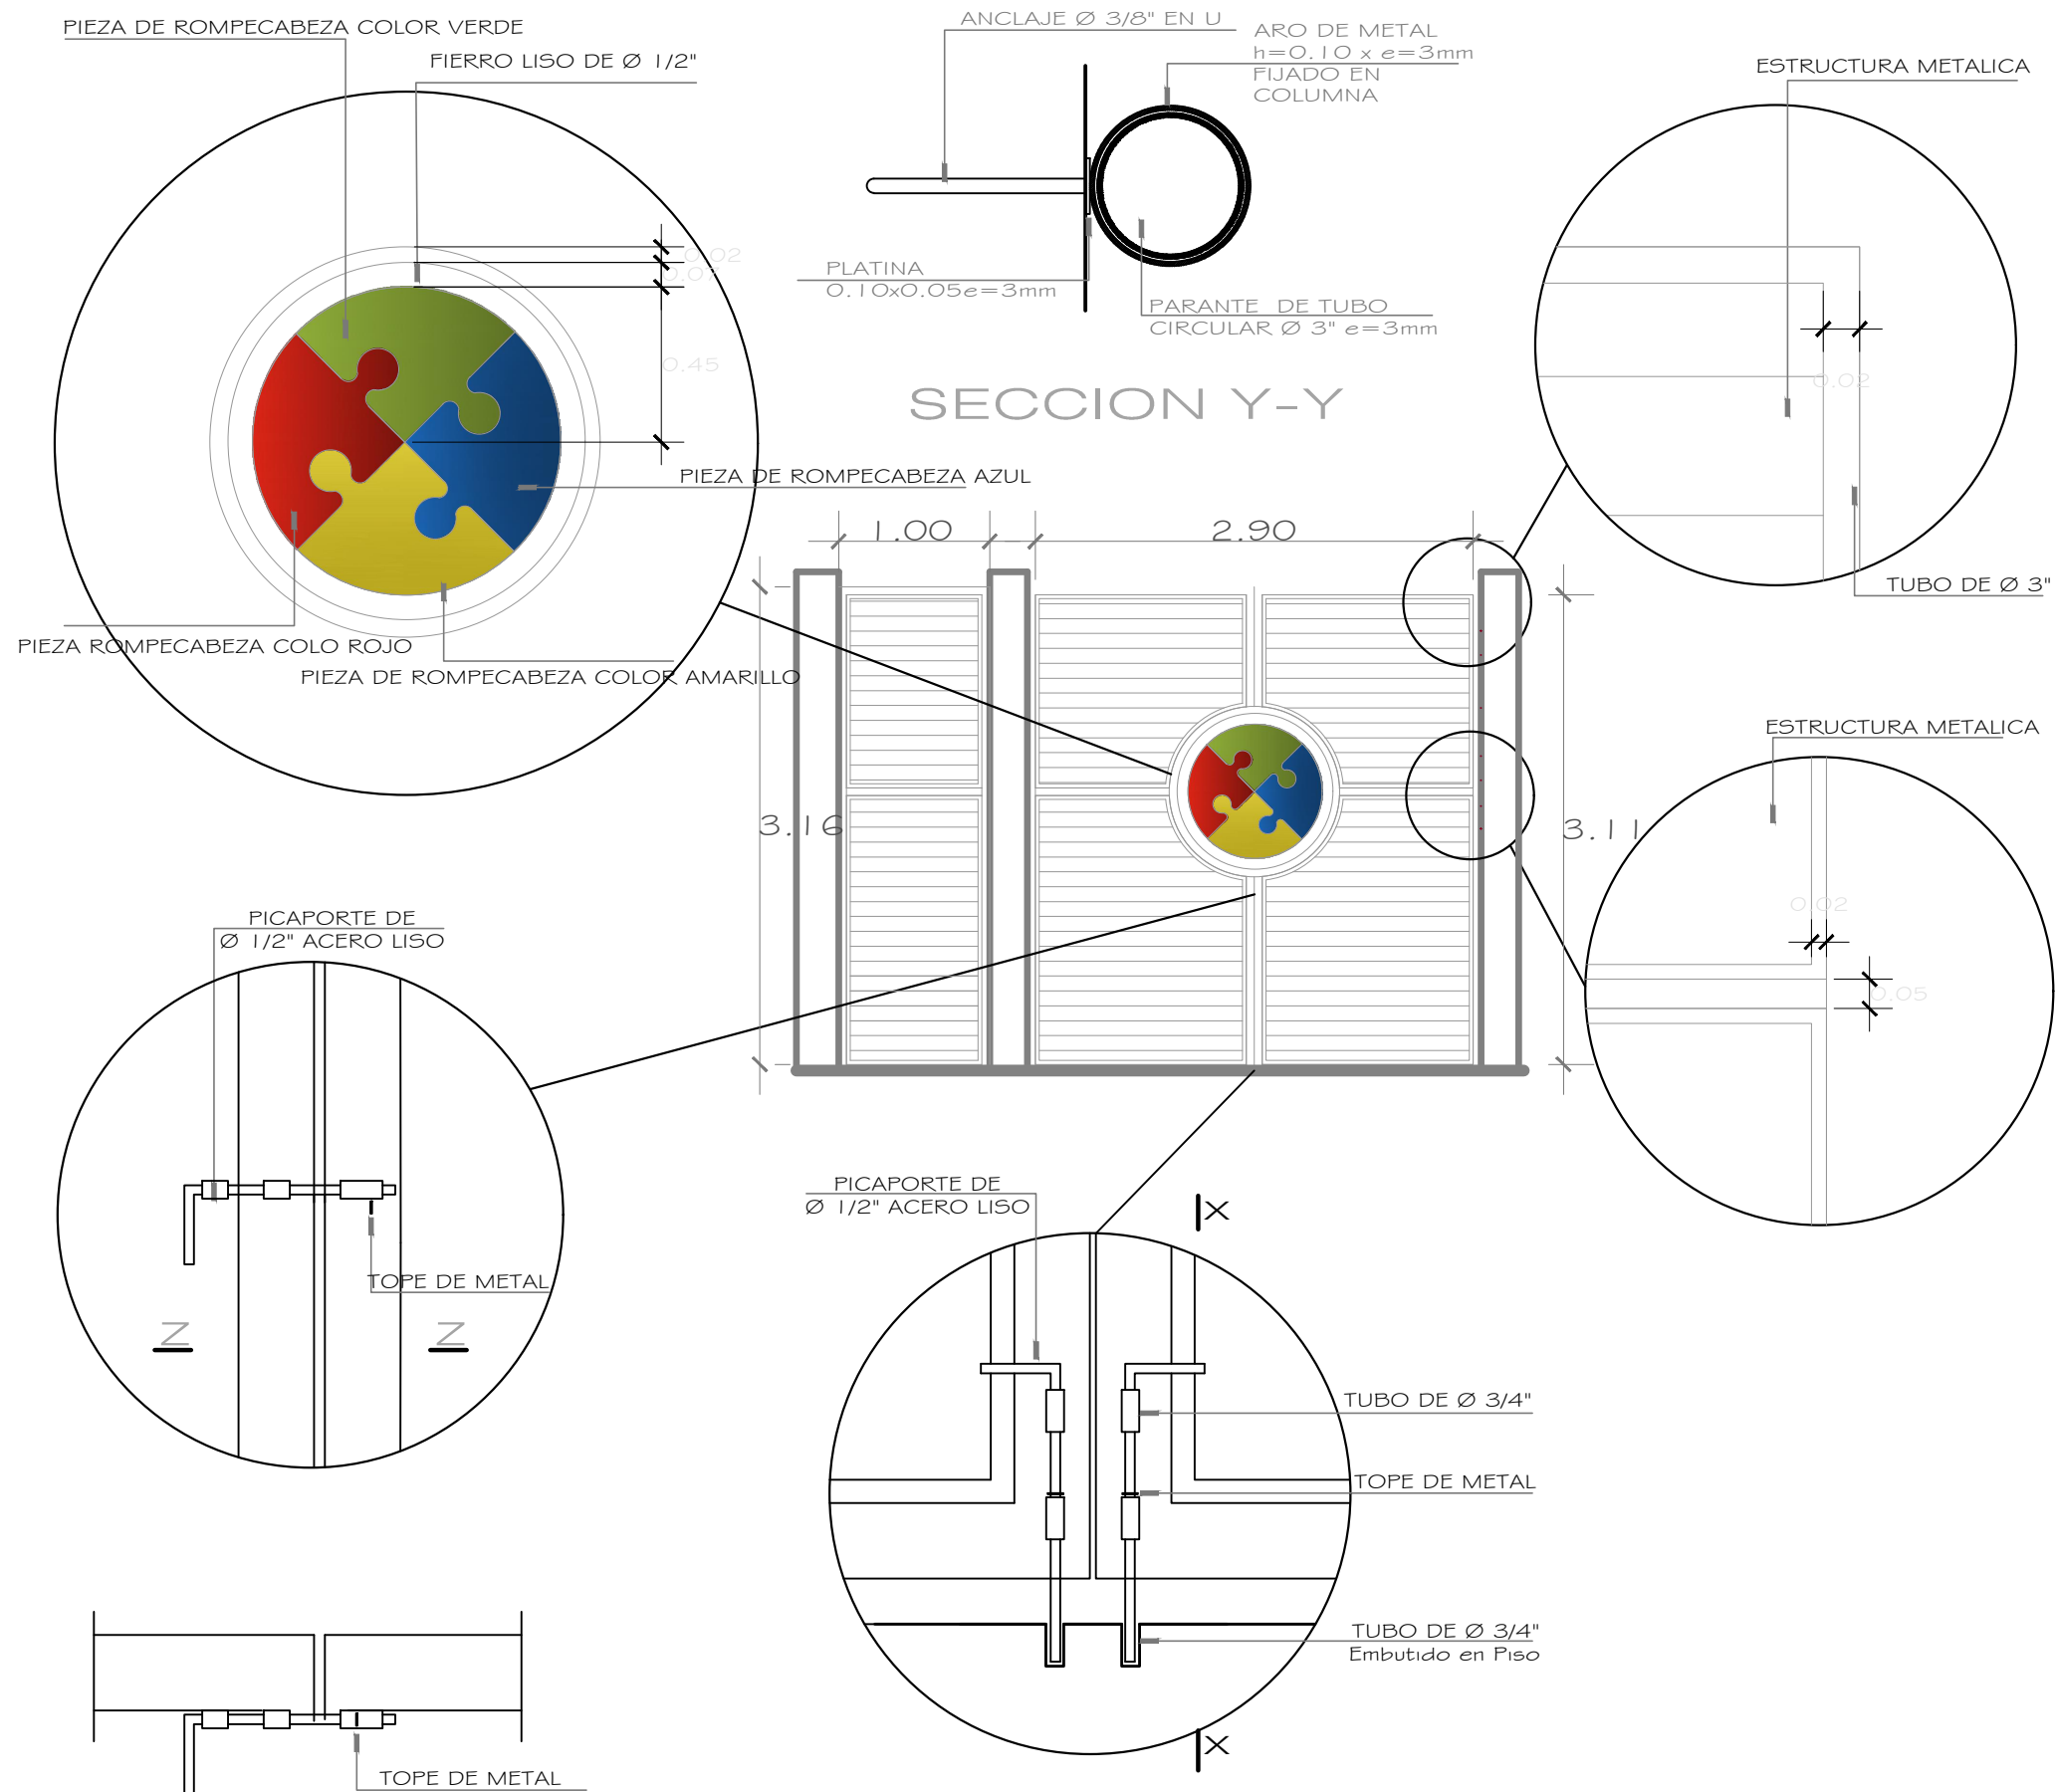 PIEZA DE ROMPECABEZA COLOR VERDE
FIERRO LISO DE Ø 1/2"
ANCLAJE Ø 3/8" EN U
ARO DE METAL
h=0.10 x e=3mm
FIJADO EN
COLUMNA
ESTRUCTURA METALICA
0.02
0.07
0.45
PLATINA
0.10x0.05e=3mm
PARANTE DE TUBO
CIRCULAR Ø 3" e=3mm
0.02
SECCION Y-Y
PIEZA DE ROMPECABEZA AZUL
1.00
2.90
TUBO DE Ø 3"
PIEZA ROMPECABEZA COLO ROJO
PIEZA DE ROMPECABEZA COLOR AMARILLO
ESTRUCTURA METALICA
3.16
3.11
0.02
0.05
PICAPORTE DE
Ø 1/2" ACERO LISO
TOPE DE METAL
Z
Z
PICAPORTE DE
Ø 1/2" ACERO LISO
X
TUBO DE Ø 3/4"
TOPE DE METAL
TUBO DE Ø 3/4"
Embutido en Piso
X
TOPE DE METAL